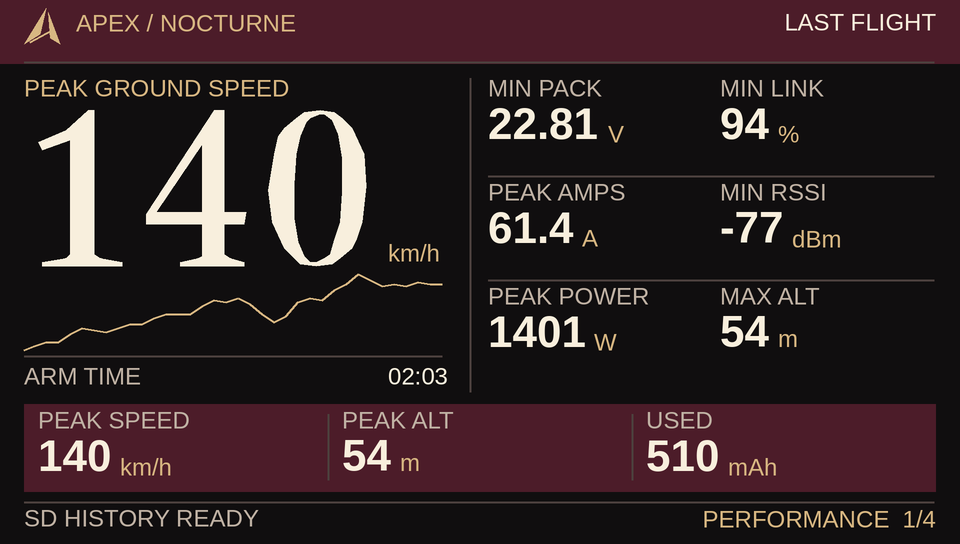 APEX / NOCTURNE
LAST FLIGHT
PEAK GROUND SPEED
140 km/h
ARM TIME 02:03
MIN PACK
22.81 V
MIN LINK
94 %
PEAK AMPS
61.4 A
MIN RSSI
-77 dBm
PEAK POWER
1401 W
MAX ALT
54 m
PEAK SPEED
140 km/h
PEAK ALT
54 m
USED
510 mAh
SD HISTORY READY
PERFORMANCE 1/4